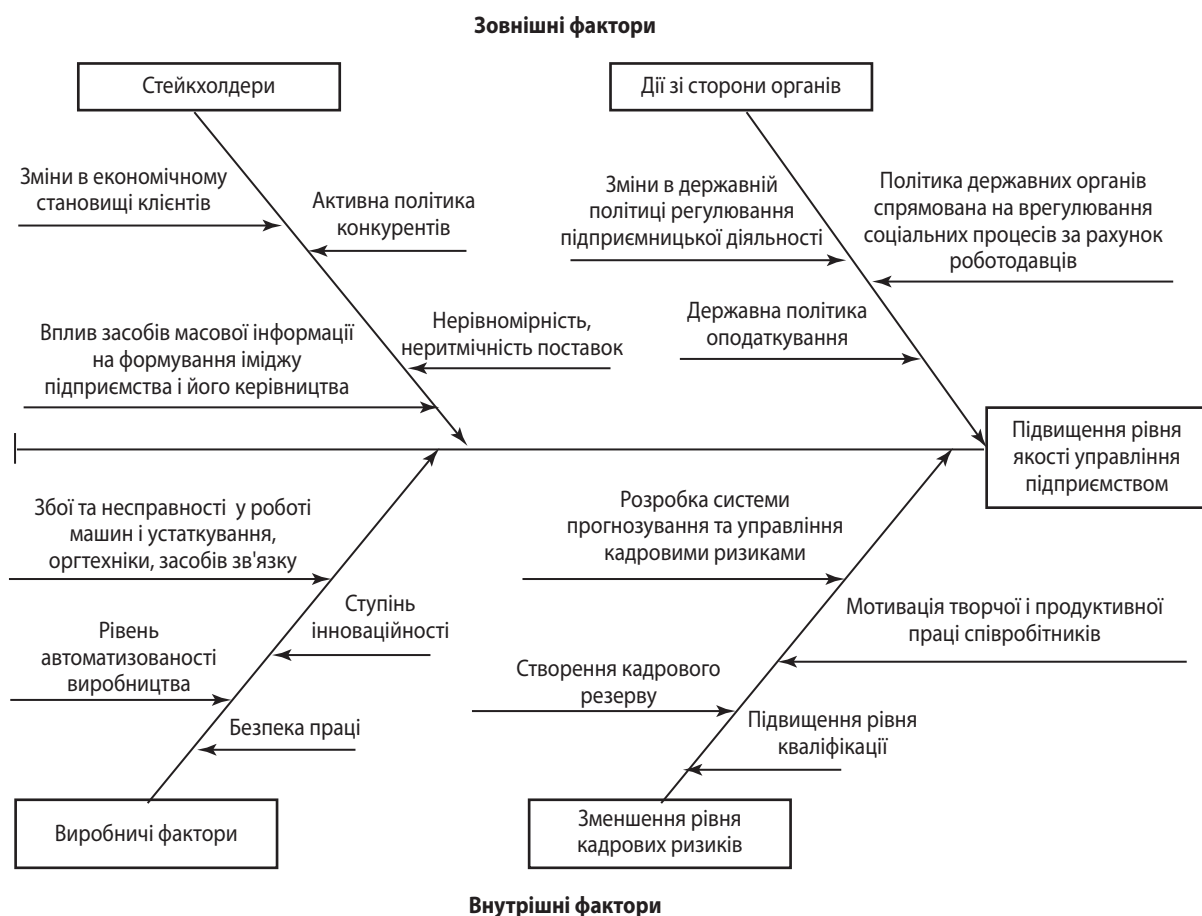 Зовнішні фактори
Стейкхолдери
Дії зі сторони органів
Зміни в економічному
становищі клієнтів
Активна політика
конкурентів
Зміни в державній
політиці регулювання
підприємницької діяльності
Політика державних органів
спрямована на врегулювання
соціальних процесів за рахунок
роботодавців
Вплив засобів масової інформації
на формування іміджу
підприємства і його керівництва
Нерівномірність,
неритмічність поставок
Державна політика
оподаткування
Підвищення рівня
якості управління
підприємством
Збої та несправності у роботі
машин і устаткування,
оргтехніки, засобів зв'язку
Розробка системи
прогнозування та управління
кадровими ризиками
Ступінь
інноваційності
Мотивація творчої і продуктивної
праці співробітників
Рівень
автоматизованості
виробництва
Створення кадрового
резерву
Безпека праці
Підвищення рівня
кваліфікації
Виробничі фактори
Зменшення рівня
кадрових ризиків
Внутрішні фактори